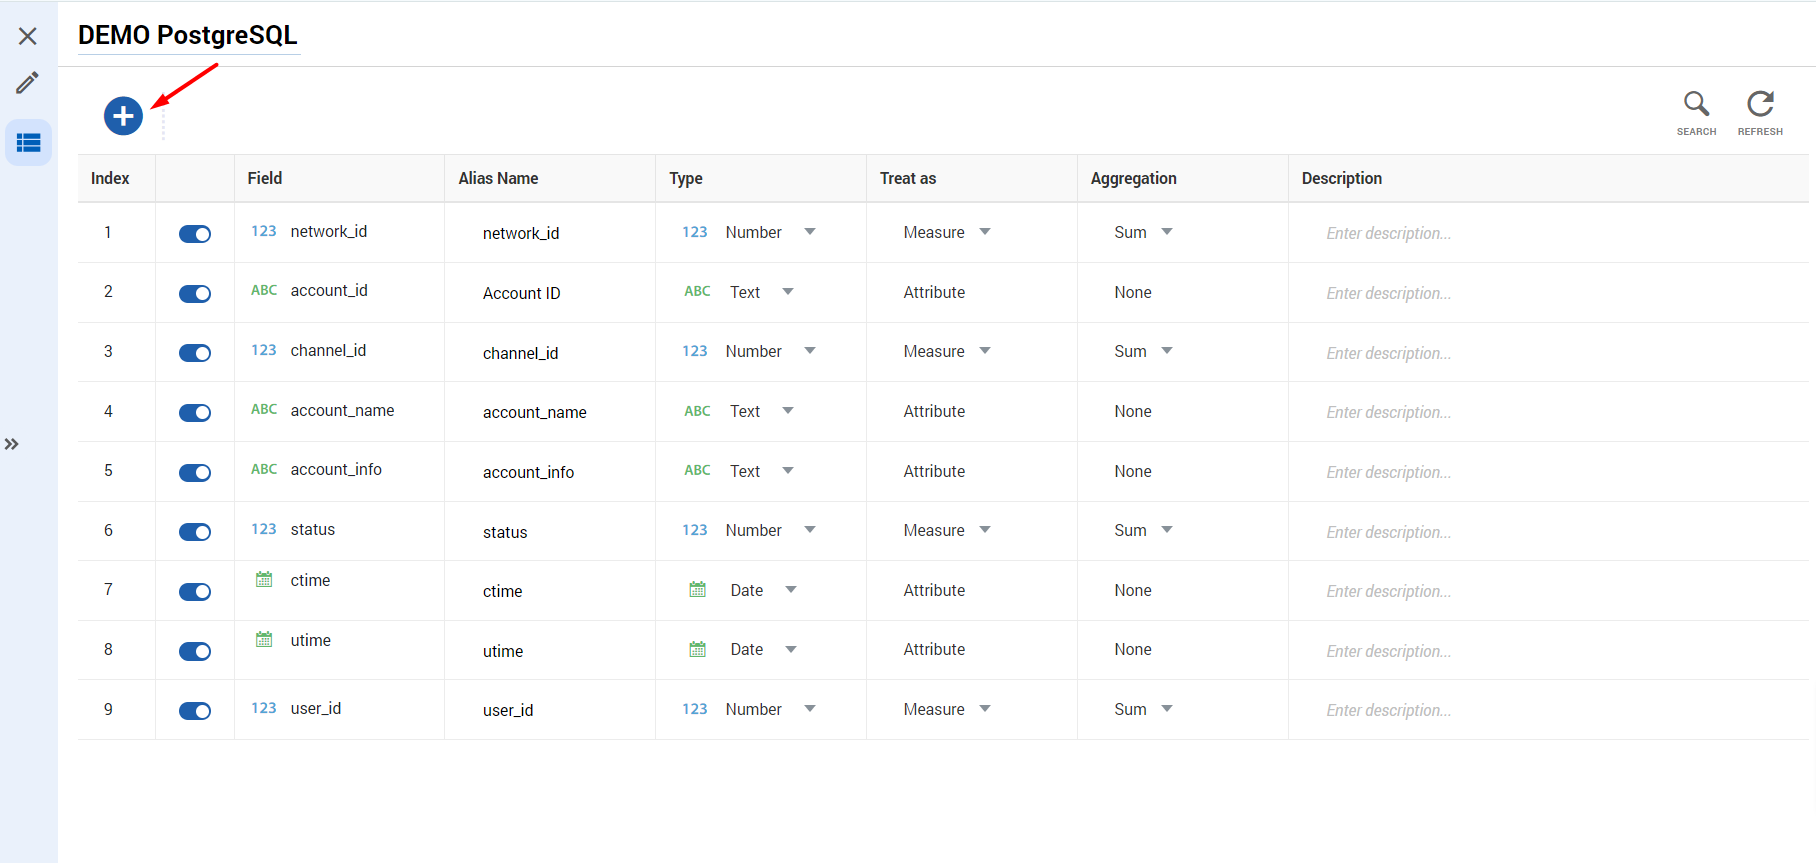 DEMO PostgreSQL
SEARCH REFRESH
Index Field Alias Name Type Treat as Aggregation Description
1 123 network_id network_id 123 Number Measure Sum Enter description...
2 ABC account_id Account ID ABC Text Attribute None Enter description...
3 123 channel_id channel_id 123 Number Measure Sum Enter description...
4 ABC account_name account_name ABC Text Attribute None Enter description...
5 ABC account_info account_info ABC Text Attribute None Enter description...
6 123 status status 123 Number Measure Sum Enter description...
7 ctime ctime Date Attribute None Enter description...
8 utime utime Date Attribute None Enter description...
9 123 user_id user_id 123 Number Measure Sum Enter description...